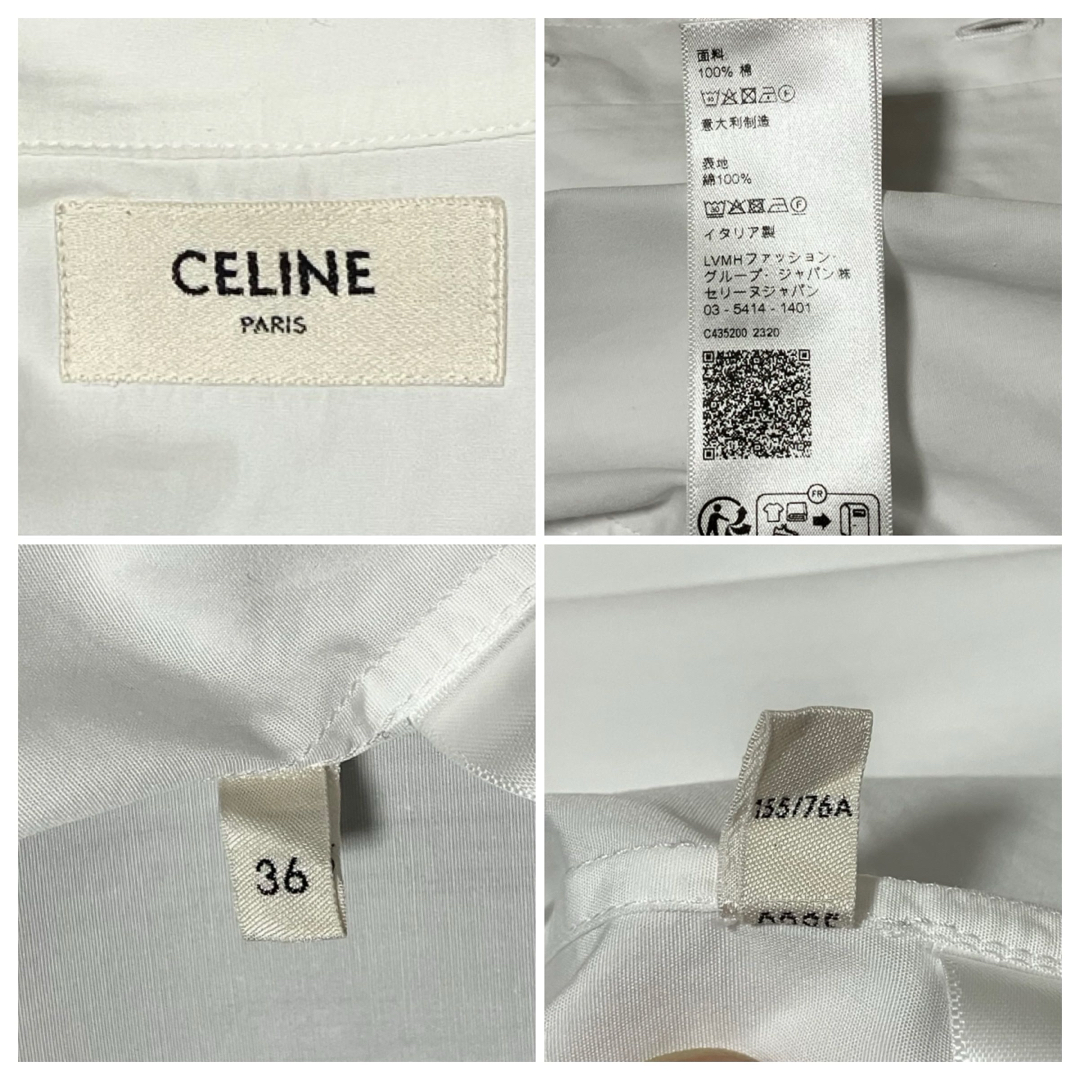 CELINE
PARIS
面料
100% 棉
意大利制造
表地
綿100%
イタリア製
LVMHファッション・
グループ・ジャパン㈱
セリーヌジャパン
03 - 5414 - 1401
C435200 2320
FR
36
155/76A